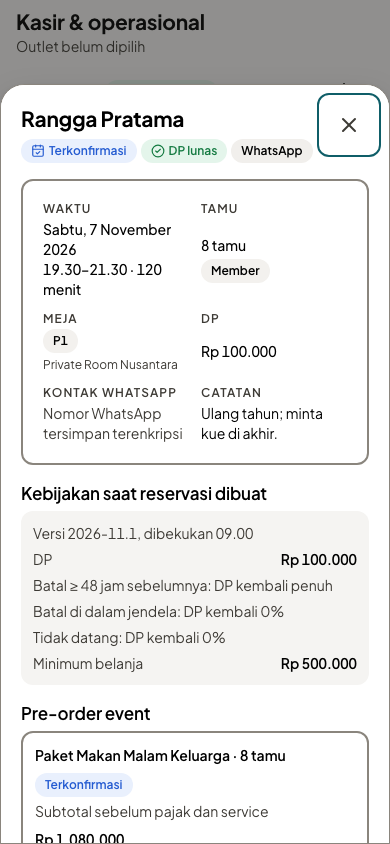 Kasir & operasional
Outlet belum dipilih
Rangga Pratama
Terkonfirmasi DP lunas WhatsApp
WAKTU
Sabtu, 7 November
2026
19.30–21.30 · 120
menit
TAMU
8 tamu
Member
MEJA
P1
Private Room Nusantara
DP
Rp 100.000
KONTAK WHATSAPP
Nomor WhatsApp
tersimpan terenkripsi
CATATAN
Ulang tahun; minta
kue di akhir.
Kebijakan saat reservasi dibuat
Versi 2026-11.1, dibekukan 09.00
DP Rp 100.000
Batal ≥ 48 jam sebelumnya: DP kembali penuh
Batal di dalam jendela: DP kembali 0%
Tidak datang: DP kembali 0%
Minimum belanja Rp 500.000
Pre-order event
Paket Makan Malam Keluarga · 8 tamu
Terkonfirmasi
Subtotal sebelum pajak dan service
Rp 1.080.000